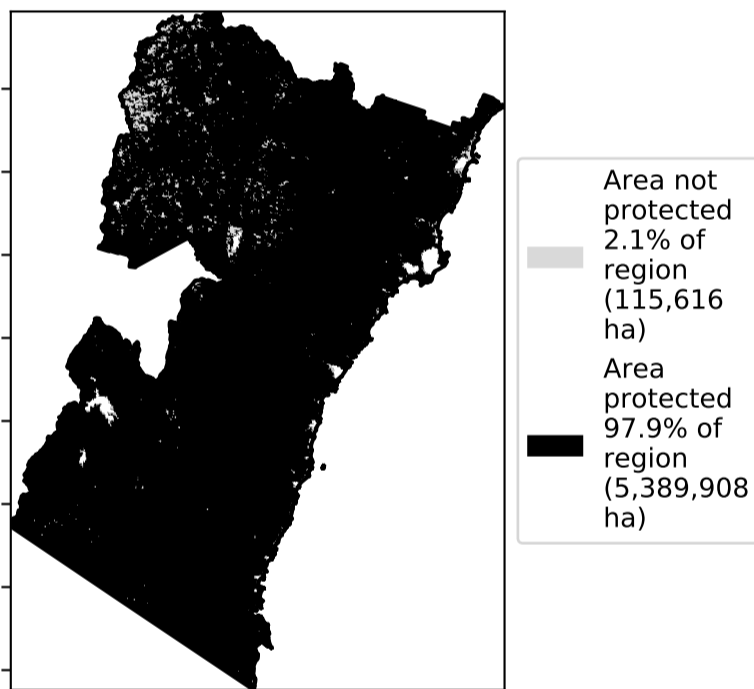 Area not
protected
2.1% of
region
(115,616
ha)
Area
protected
97.9% of
region
(5,389,908
ha)